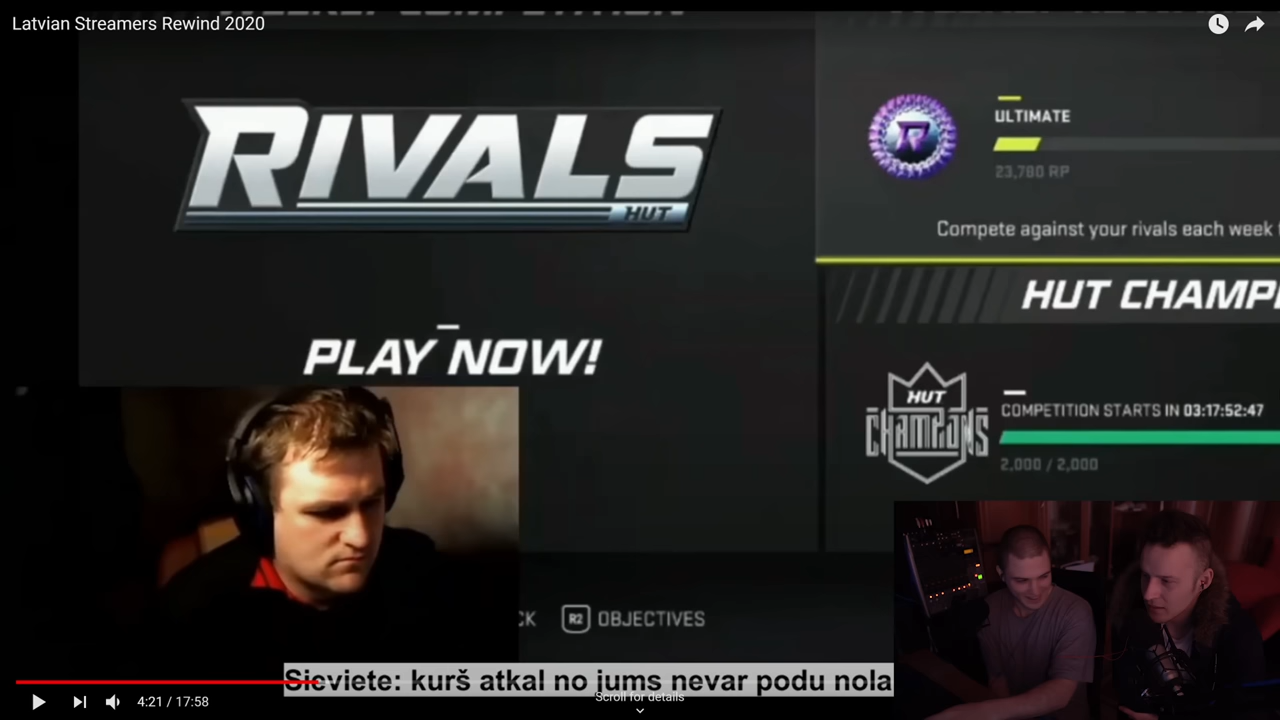 Latvian Streamers Rewind 2020
RIVALS
HUT
ULTIMATE
23,780 RP
Compete against your rivals each week
PLAY NOW!
HUT CHAMPI
HUT
CHAMPIONS
COMPETITION STARTS IN 03:17:52:47
2,000 / 2,000
CK R2 OBJECTIVES
Sieviete: kurš atkal no jums nevar podu nola
Scroll for details
4:21 / 17:58